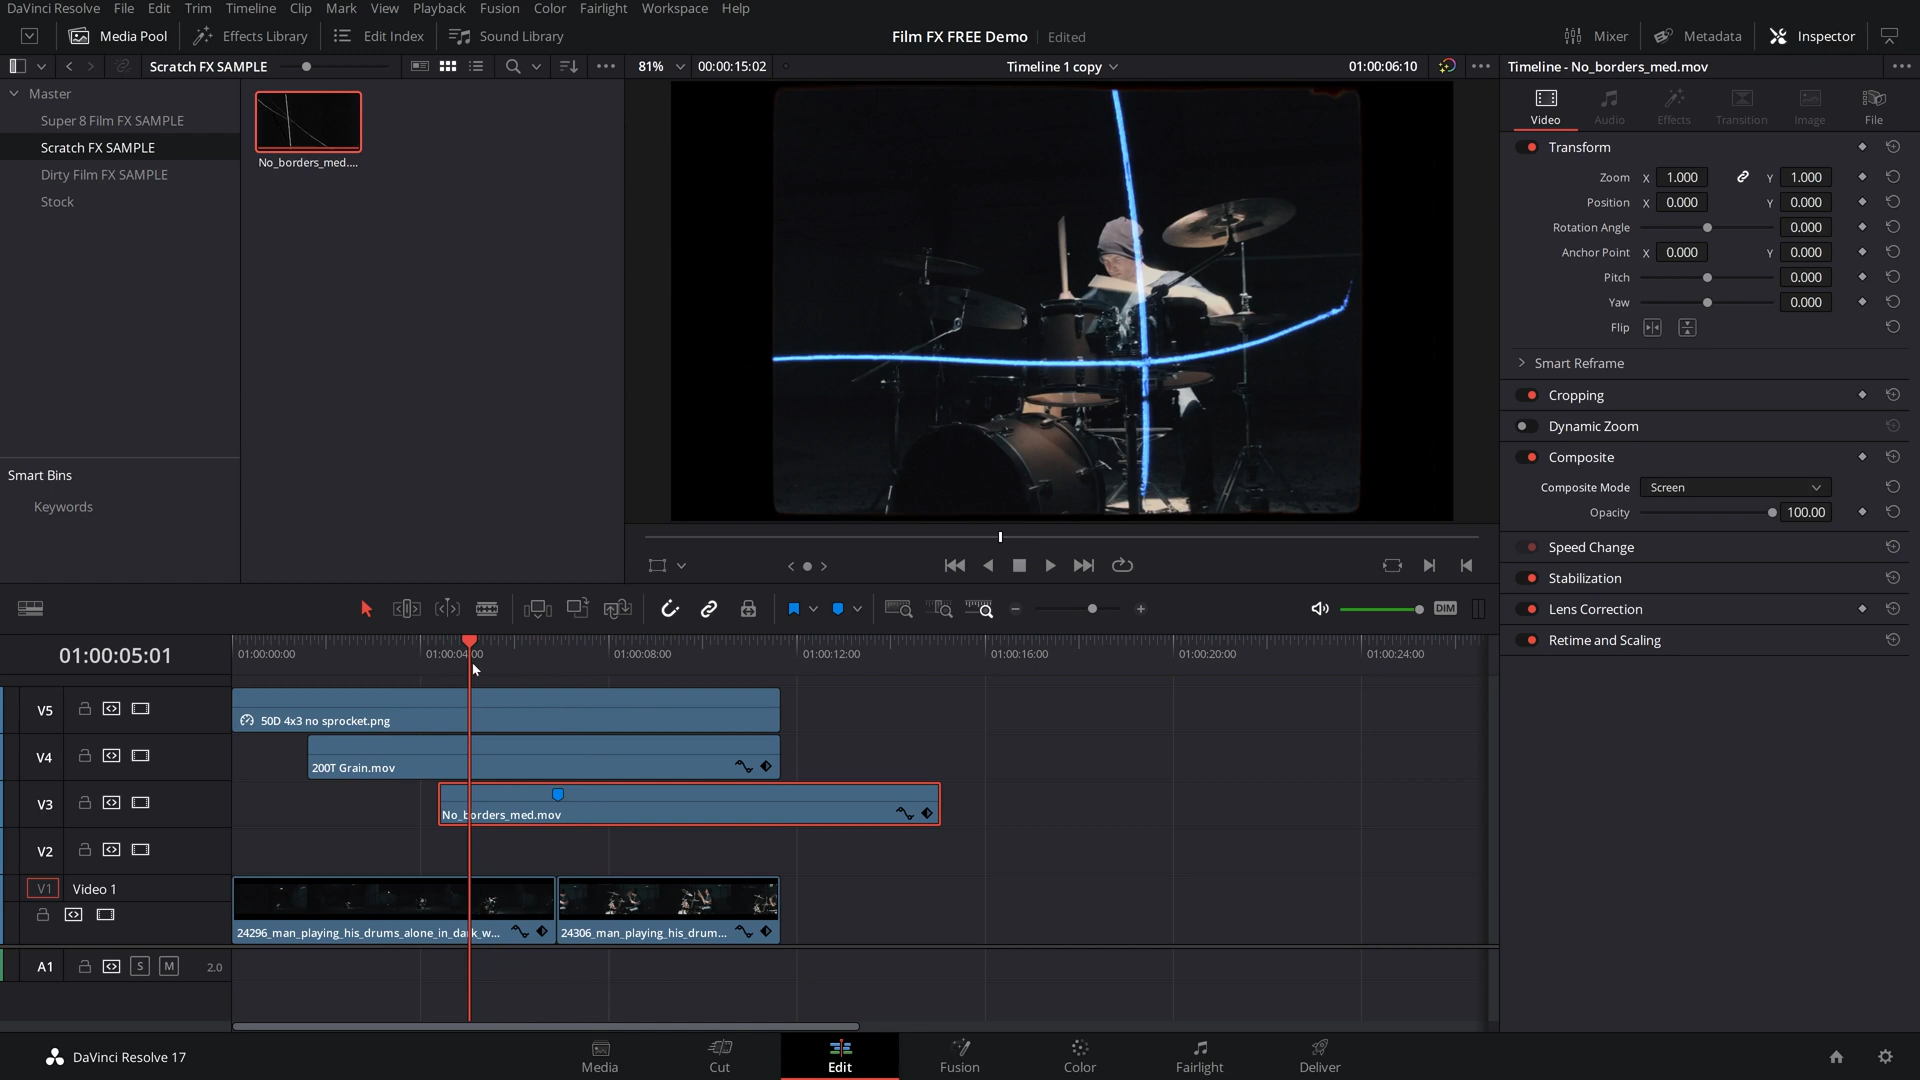 DaVinci Resolve File Edit Trim Timeline Clip Mark View Playback Fusion Color Fairlight Workspace Help
Media Pool Effects Library Edit Index Sound Library Film FX FREE Demo Edited Mixer Metadata Inspector
Scratch FX SAMPLE 81% 00:00:15:02 Timeline 1 copy 01:00:06:10 Timeline - No_borders_med.mov
Master
Super 8 Film FX SAMPLE
Scratch FX SAMPLE
Dirty Film FX SAMPLE
Stock
No_borders_med....
Smart Bins
Keywords
Video Audio Effects Transition Image File
Transform
Zoom X 1.000 Y 1.000
Position X 0.000 Y 0.000
Rotation Angle 0.000
Anchor Point X 0.000 Y 0.000
Pitch 0.000
Yaw 0.000
Flip
Smart Reframe
Cropping
Dynamic Zoom
Composite
Composite Mode Screen
Opacity 100.00
Speed Change
Stabilization
Lens Correction
Retime and Scaling
DIM
01:00:05:01 01:00:00:00 01:00:04:00 01:00:08:00 01:00:12:00 01:00:16:00 01:00:20:00 01:00:24:00
V5 50D 4x3 no sprocket.png
V4 200T Grain.mov
V3 No_borders_med.mov
V2
V1 Video 1
24296_man_playing_his_drums_alone_in_dark_w... 24306_man_playing_his_drum...
A1 S M 2.0
DaVinci Resolve 17 Media Cut Edit Fusion Color Fairlight Deliver